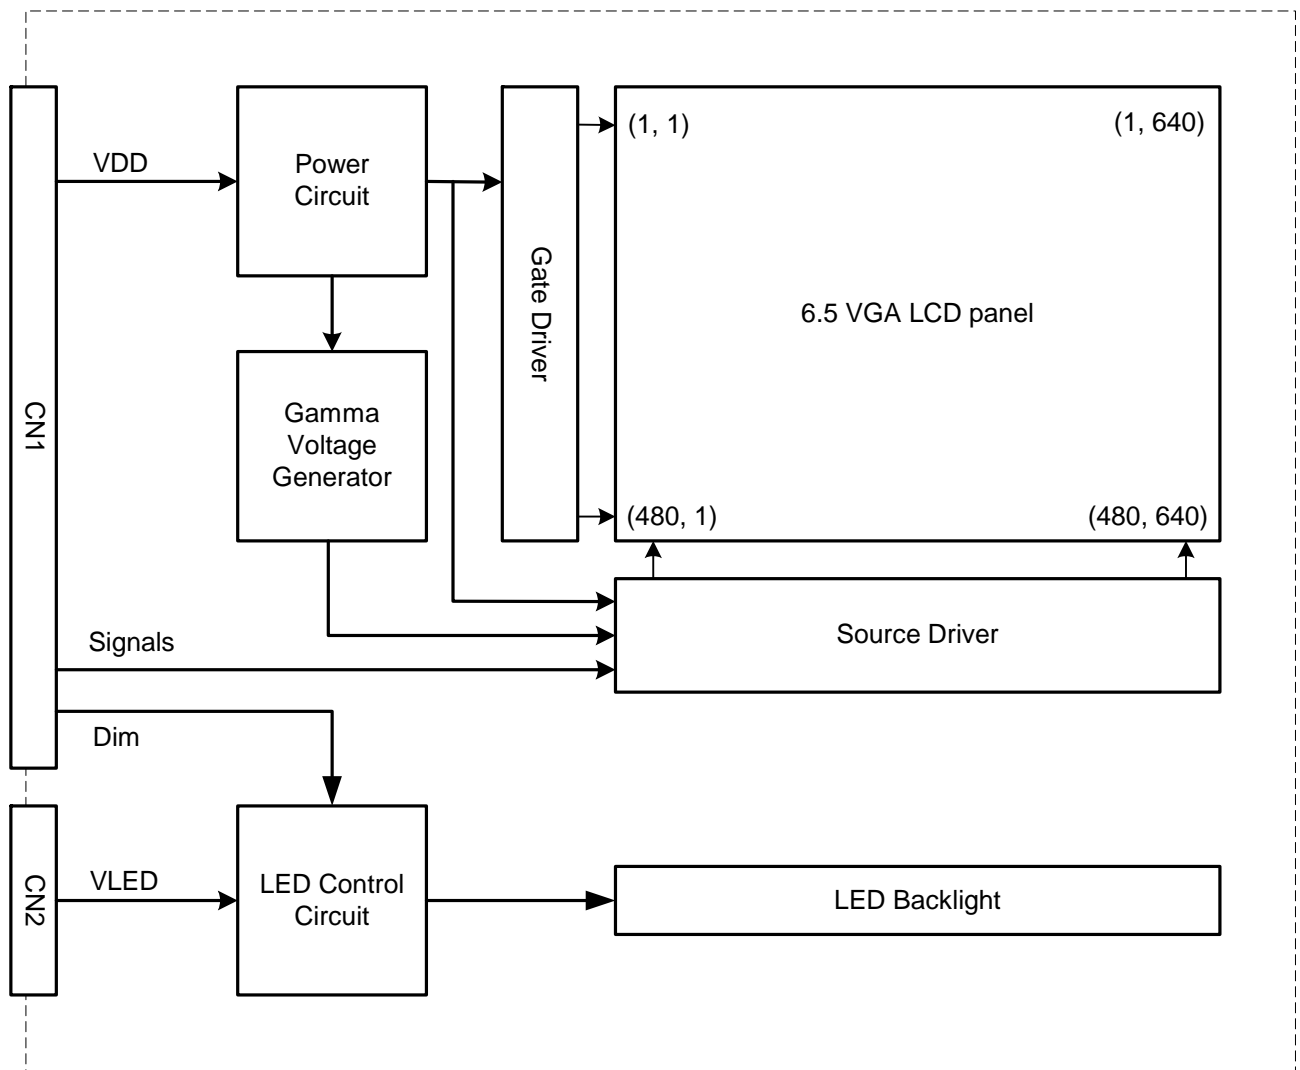 (1, 1)
(1, 640)
VDD
Power
Circuit
Gate Driver
6.5 VGA LCD panel
CN1
Gamma
Voltage
Generator
(480, 1)
(480, 640)
Signals
Source Driver
Dim
CN2
VLED
LED Control
Circuit
LED Backlight